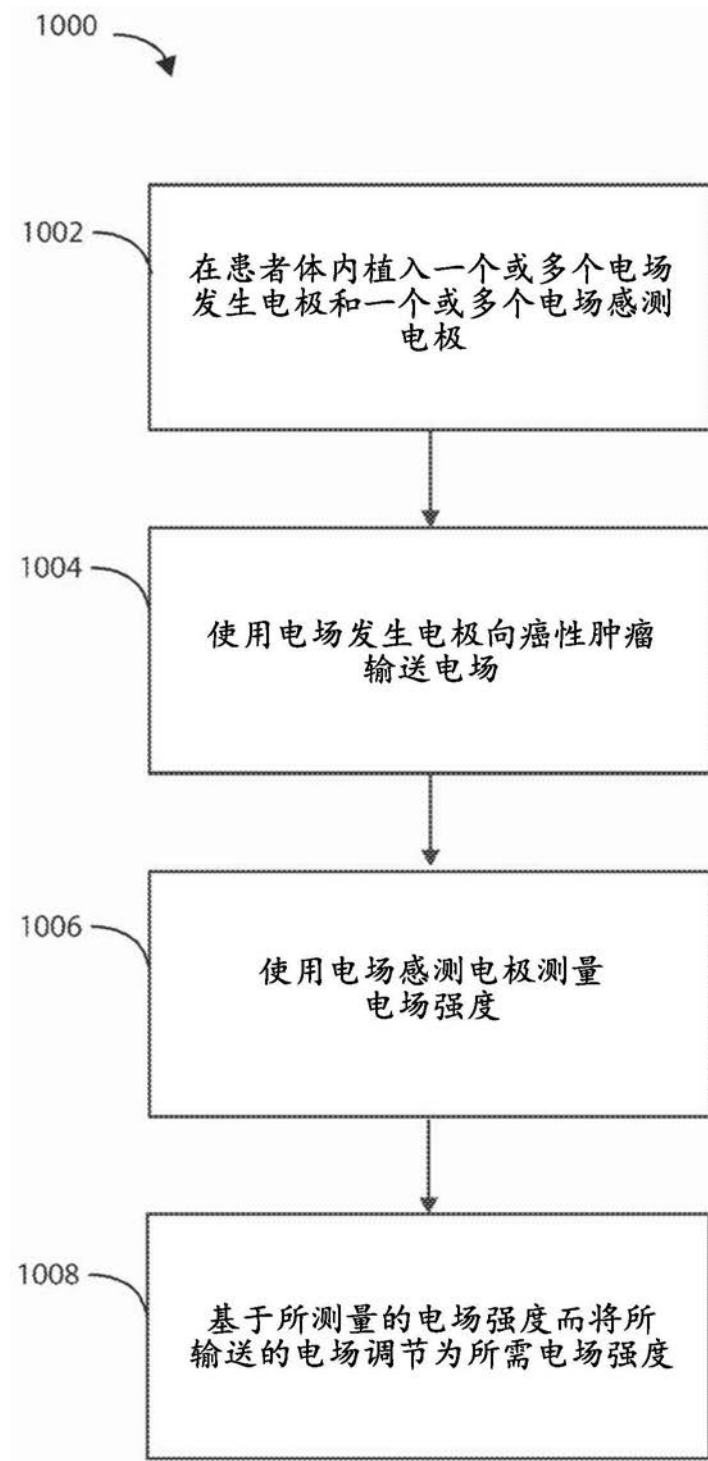 1000
1002
在患者体内植入一个或多个电场
发生电极和一个或多个电场感测
电极
1004
使用电场发生电极向癌性肿瘤
输送电场
1006
使用电场感测电极测量
电场强度
1008
基于所测量的电场强度而将所
输送的电场调节为所需电场强度